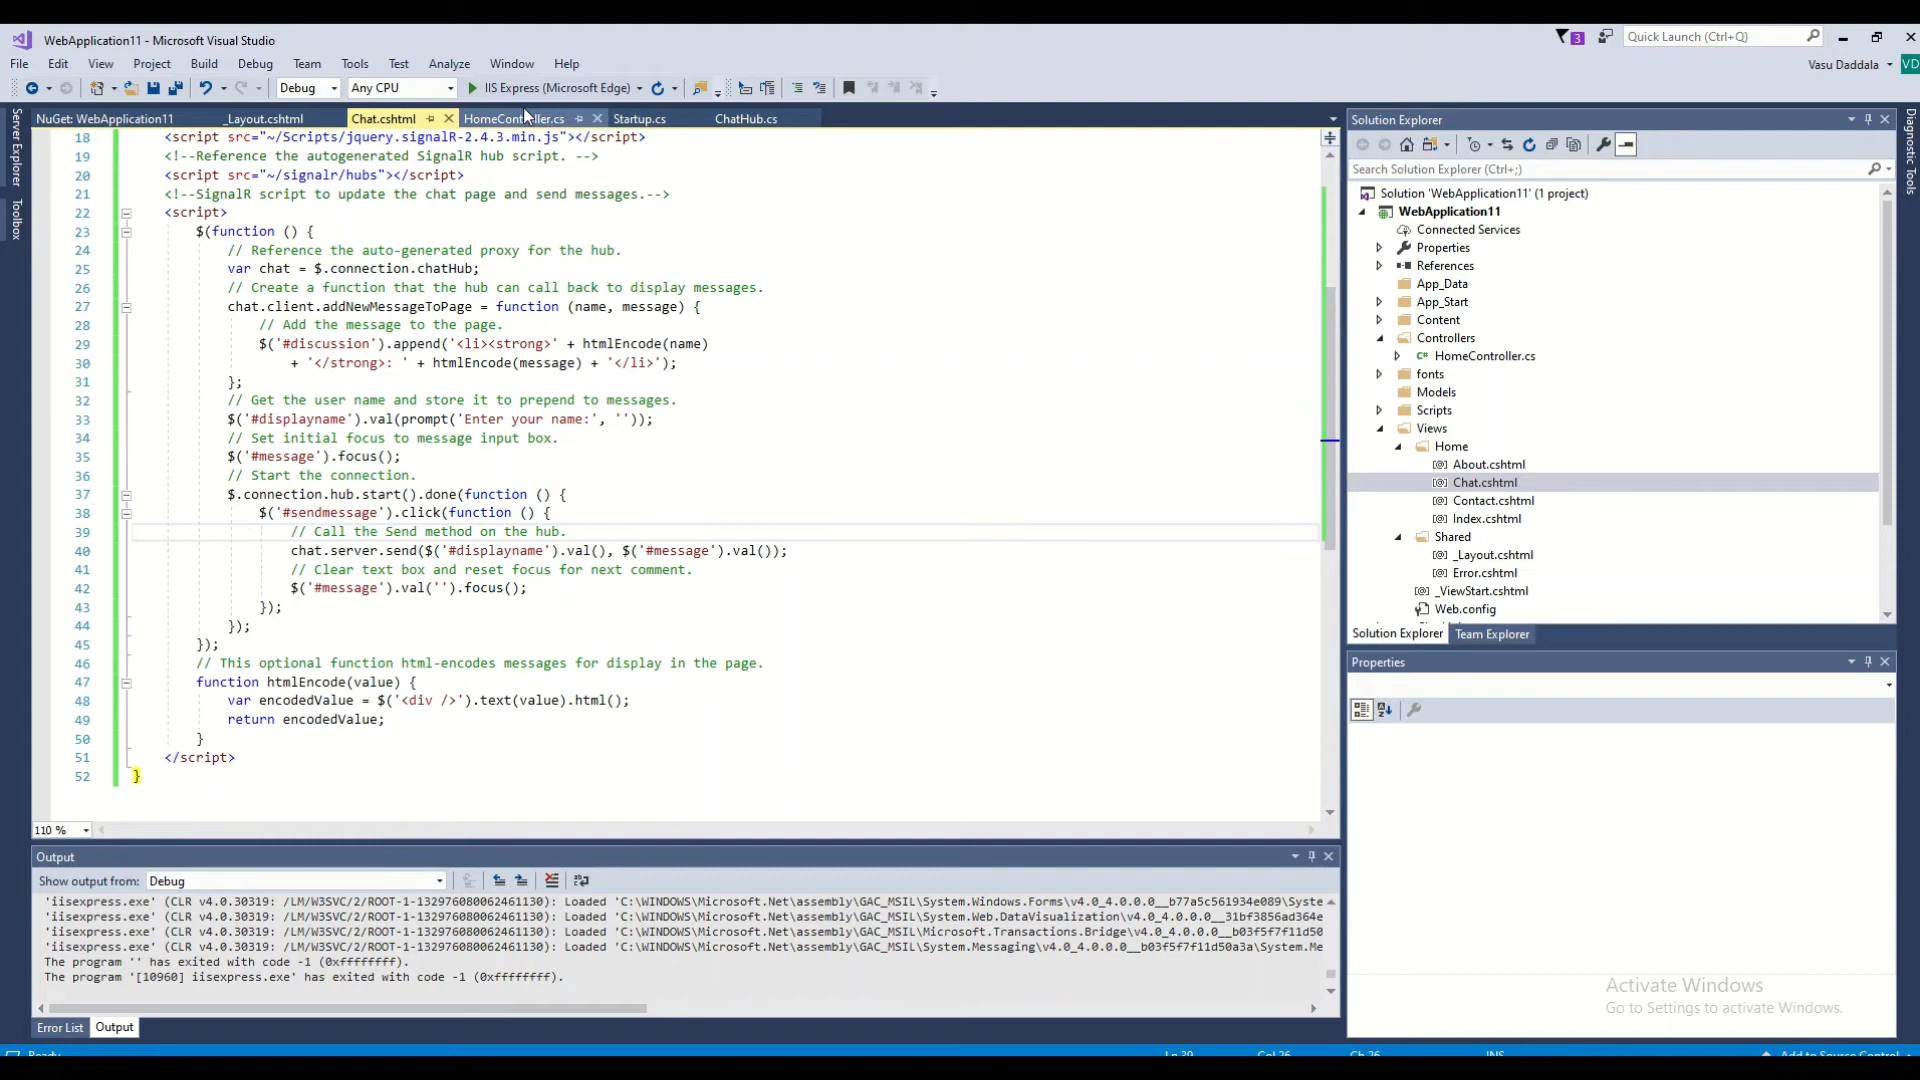 WebApplication11 - Microsoft Visual Studio
3
Quick Launch (Ctrl+Q)
File Edit View Project Build Debug Team Tools Test Analyze Window Help
Vasu Daddala
VD
Debug Any CPU IIS Express (Microsoft Edge)
Server Explorer
Toolbox
NuGet: WebApplication11 _Layout.cshtml Chat.cshtml HomeController.cs Startup.cs ChatHub.cs
18 <script src="~/Scripts/jquery.signalR-2.4.3.min.js"></script>
19 <!--Reference the autogenerated SignalR hub script. -->
20 <script src="~/signalr/hubs"></script>
21 <!--SignalR script to update the chat page and send messages.-->
22 <script>
23 $(function () {
24 // Reference the auto-generated proxy for the hub.
25 var chat = $.connection.chatHub;
26 // Create a function that the hub can call back to display messages.
27 chat.client.addNewMessageToPage = function (name, message) {
28 // Add the message to the page.
29 $('#discussion').append('<li><strong>' + htmlEncode(name)
30 + '</strong>: ' + htmlEncode(message) + '</li>');
31 };
32 // Get the user name and store it to prepend to messages.
33 $('#displayname').val(prompt('Enter your name:', ''));
34 // Set initial focus to message input box.
35 $('#message').focus();
36 // Start the connection.
37 $.connection.hub.start().done(function () {
38 $('#sendmessage').click(function () {
39 // Call the Send method on the hub.
40 chat.server.send($('#displayname').val(), $('#message').val());
41 // Clear text box and reset focus for next comment.
42 $('#message').val('').focus();
43 });
44 });
45 });
46 // This optional function html-encodes messages for display in the page.
47 function htmlEncode(value) {
48 var encodedValue = $('<div />').text(value).html();
49 return encodedValue;
50 }
51 </script>
52 }
110 %
Output
Show output from: Debug
'iisexpress.exe' (CLR v4.0.30319: /LM/W3SVC/2/ROOT-1-132976080062461130): Loaded 'C:\WINDOWS\Microsoft.Net\assembly\GAC_MSIL\System.Windows.Forms\v4.0_4.0.0.0__b77a5c561934e089\Syste
'iisexpress.exe' (CLR v4.0.30319: /LM/W3SVC/2/ROOT-1-132976080062461130): Loaded 'C:\WINDOWS\Microsoft.Net\assembly\GAC_MSIL\System.Web.DataVisualization\v4.0_4.0.0.0__31bf3856ad364e
'iisexpress.exe' (CLR v4.0.30319: /LM/W3SVC/2/ROOT-1-132976080062461130): Loaded 'C:\WINDOWS\Microsoft.Net\assembly\GAC_MSIL\Microsoft.Transactions.Bridge\v4.0_4.0.0.0__b03f5f7f11d50
'iisexpress.exe' (CLR v4.0.30319: /LM/W3SVC/2/ROOT-1-132976080062461130): Loaded 'C:\WINDOWS\Microsoft.Net\assembly\GAC_MSIL\System.Messaging\v4.0_4.0.0.0__b03f5f7f11d50a3a\System.Me
The program '' has exited with code -1 (0xffffffff).
The program '[10960] iisexpress.exe' has exited with code -1 (0xffffffff).
Error List Output
Solution Explorer
Search Solution Explorer (Ctrl+;)
Solution 'WebApplication11' (1 project)
WebApplication11
Connected Services
Properties
References
App_Data
App_Start
Content
Controllers
HomeController.cs
fonts
Models
Scripts
Views
Home
About.cshtml
Chat.cshtml
Contact.cshtml
Index.cshtml
Shared
_Layout.cshtml
Error.cshtml
_ViewStart.cshtml
Web.config
Solution Explorer Team Explorer
Properties
Diagnostic Tools
Activate Windows
Go to Settings to activate Windows.
Ready Ln 39 Col 26 Ch 26 INS Add to Source Control